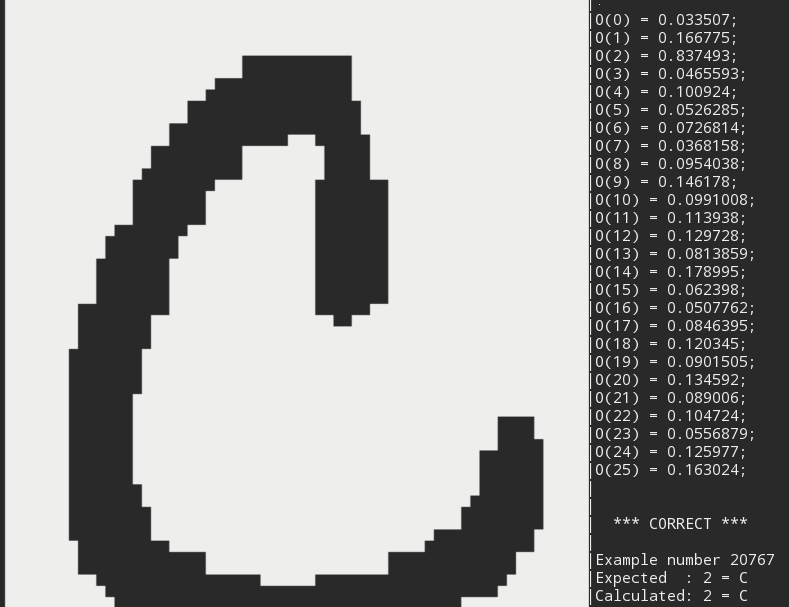 C
O(0) = 0.033507;
O(1) = 0.166775;
O(2) = 0.837493;
O(3) = 0.0465593;
O(4) = 0.100924;
O(5) = 0.0526285;
O(6) = 0.0726814;
O(7) = 0.0368158;
O(8) = 0.0954038;
O(9) = 0.146178;
O(10) = 0.0991008;
O(11) = 0.113938;
O(12) = 0.129728;
O(13) = 0.0813859;
O(14) = 0.178995;
O(15) = 0.062398;
O(16) = 0.0507762;
O(17) = 0.0846395;
O(18) = 0.120345;
O(19) = 0.0901505;
O(20) = 0.134592;
O(21) = 0.089006;
O(22) = 0.104724;
O(23) = 0.0556879;
O(24) = 0.125977;
O(25) = 0.163024;
*** CORRECT ***
Example number 20767
Expected  : 2 = C
Calculated: 2 = C